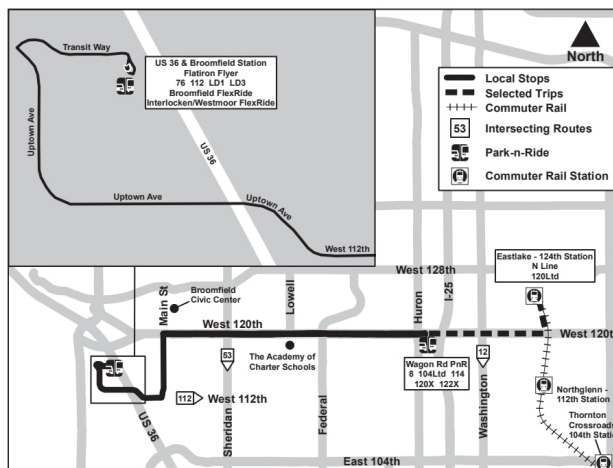 Transit Way
US 36 & Broomfield Station
Flatiron Flyer
76 112 LD1 LD3
Broomfield FlexRide
Interlocken/Westmoor FlexRide
Uptown Ave
US 36
Uptown Ave
Uptown Ave
West 112th
North
Local Stops
Selected Trips
Commuter Rail
53
Intersecting Routes
Park-n-Ride
Commuter Rail Station
Eastlake - 124th Station
N Line
120Ltd
West 128th
Main St
Broomfield
Civic Center
Lowell
Huron
I-25
West 120th
West 120t
53
The Academy of
Charter Schools
Wagon Rd PnR
8 104Ltd 114
120X 122X
12
112
West 112th
Sheridan
Federal
Washington
Northglenn -
112th Station
Thornton
Crossroads
104th Stati
US 36
East 104th